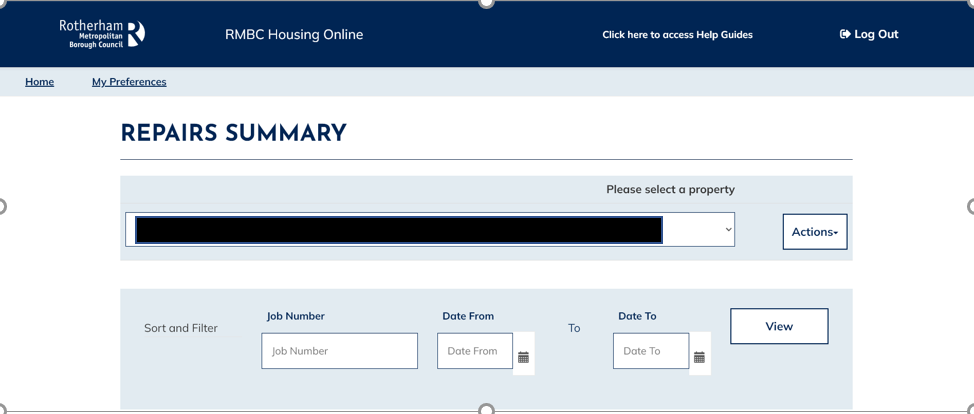 Rotherham
Metropolitan
Borough Council
RMBC Housing Online
Click here to access Help Guides
Log Out
Home
My Preferences
REPAIRS SUMMARY
Please select a property
Actions
Sort and Filter
Job Number
Job Number
Date From
Date From
To
Date To
Date To
View